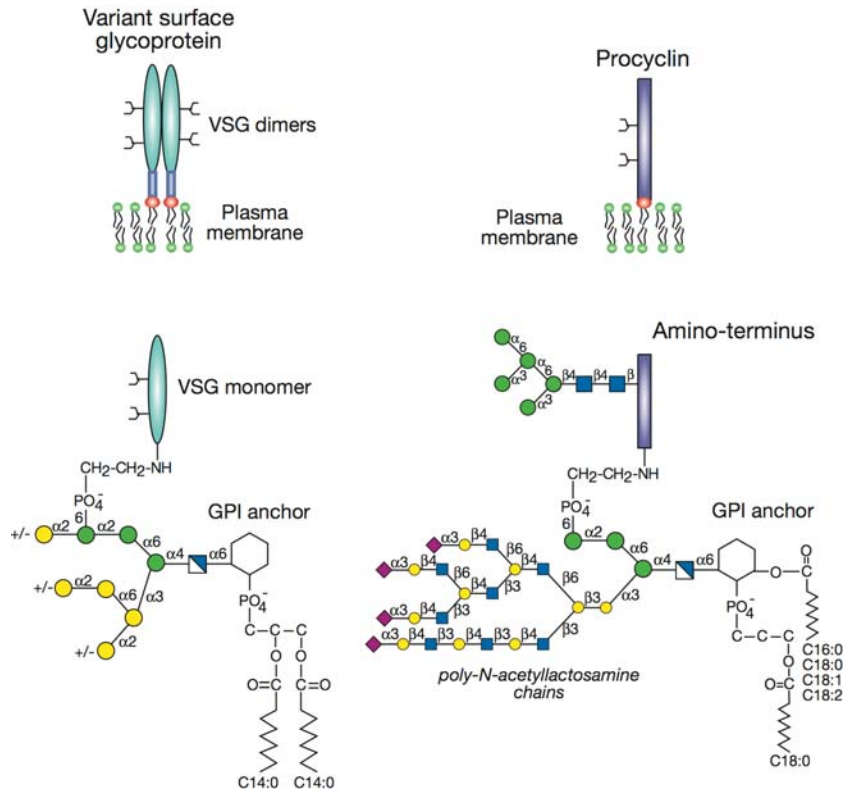 Variant surface
glycoprotein
VSG dimers
Plasma
membrane
Procyclin
Plasma
membrane
VSG monomer
CH2-CH2-NH
PO4-
GPI anchor
6
+/- α2 α2
α6
α4 α6
+/- α2
α6 α3
+/- α2
PO4-
O O
O=C C=O
C14:0 C14:0
Amino-terminus
α6
α6
α3
β4 β4 β
α3
CH2-CH2-NH
PO4-
GPI anchor
6
α2
α6
α4 α6
O
O C
α3
PO4-
α3 β4
β6
α3 β4 β4
β6 β3
β4 β6
α3 β4 β3
β3
β3
α3 β4 β3 β4 β3 β4
poly-N-acetyllactosamine
chains
O
O=C
C16:0
C18:0
C18:1
C18:2
C18:0